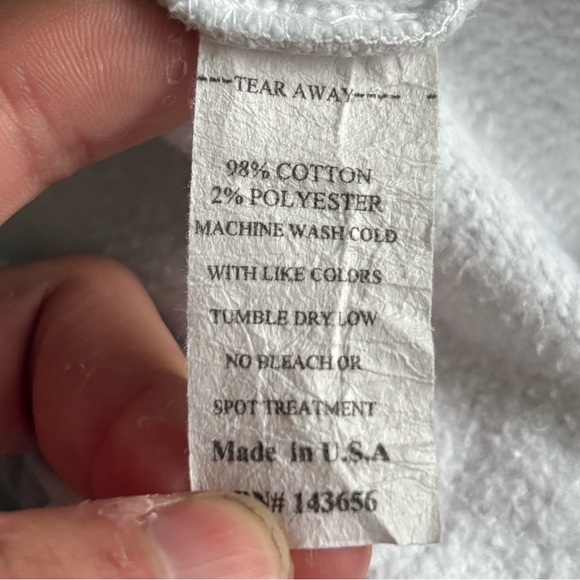 ---TEAR AWAY----
98% COTTON
2% POLYESTER
MACHINE WASH COLD
WITH LIKE COLORS
TUMBLE DRY LOW
NO BLEACH OR
SPOT TREATMENT
Made in U.S.A
143656